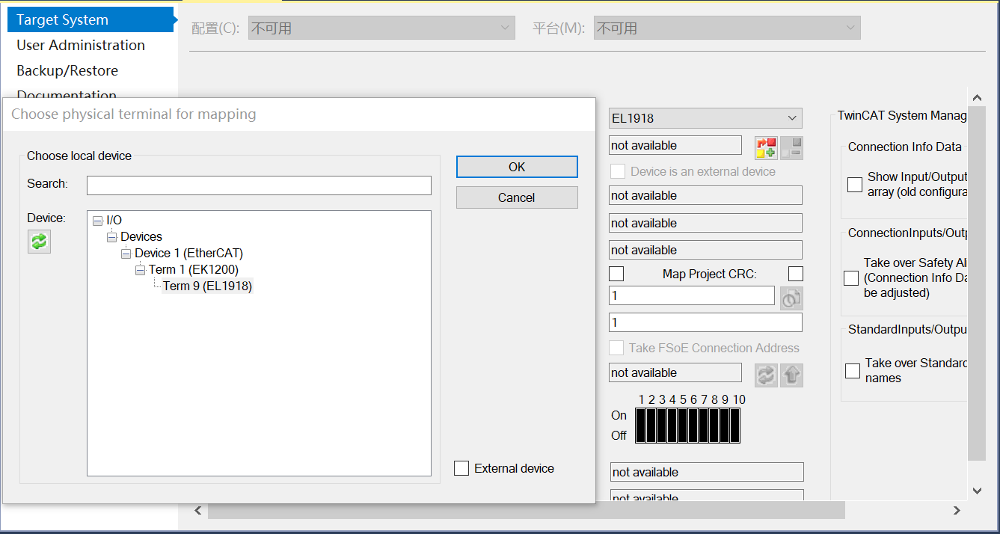 Target System
User Administration
Backup/Restore
Documentation
配置(C):
不可用
平台(M):
不可用
Choose physical terminal for mapping
Choose local device
Search:
Device:
I/O
Devices
Device 1 (EtherCAT)
Term 1 (EK1200)
Term 9 (EL1918)
OK
Cancel
External device
EL1918
not available
Device is an external device
not available
not available
not available
Map Project CRC:
1
1
Take FSoE Connection Address
not available
1 2 3 4 5 6 7 8 9 10
On
Off
not available
not available
TwinCAT System Manag
Connection Info Data
Show Input/Output
array (old configura
ConnectionInputs/Outp
Take over Safety Ali
(Connection Info Da
be adjusted)
StandardInputs/Outpu
Take over Standard
names